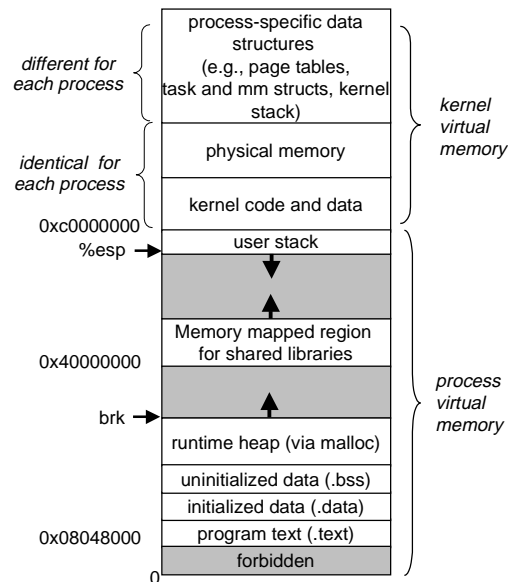 process-specific data
structures
(e.g., page tables,
task and mm structs, kernel
stack)
different for
each process
kernel
virtual
memory
physical memory
identical for
each process
kernel code and data
0xc0000000
user stack
%esp
Memory mapped region
for shared libraries
0x40000000
process
virtual
memory
brk
runtime heap (via malloc)
uninitialized data (.bss)
initialized data (.data)
program text (.text)
0x08048000
forbidden
0